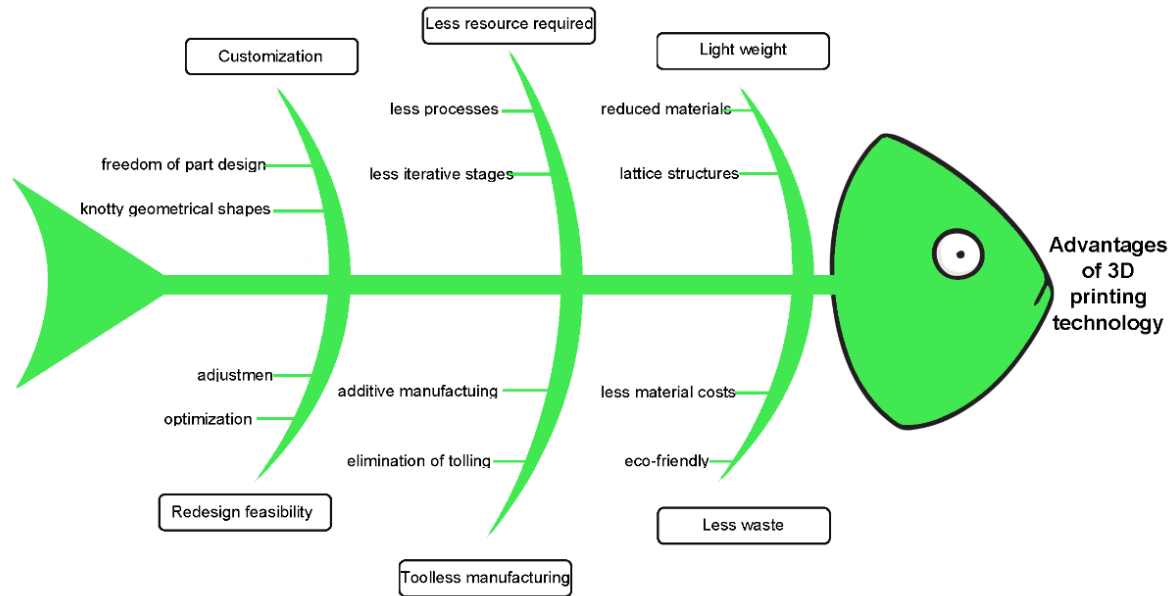 Less resource required
Customization
Light weight
less processes
reduced materials
freedom of part design
less iterative stages
lattice structures
knotty geometrical shapes
Advantages
of 3D
printing
technology
adjustmen
additive manufactuing
less material costs
optimization
elimination of tolling
eco-friendly
Redesign feasibility
Less waste
Toolless manufacturing